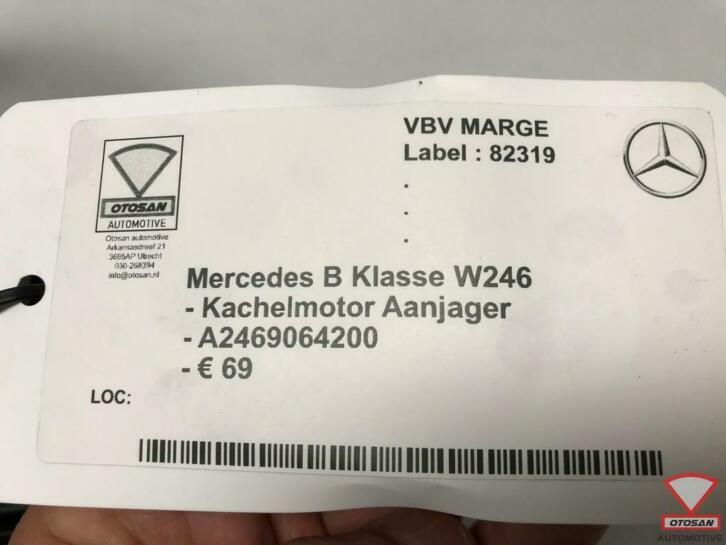 VBV MARGE
Label : 82319
.
.
.
OTOSAN
AUTOMOTIVE
Otosan automotive
Arkansasdreef 21
3565AP Utrecht
030-268394
info@otosan.nl
Mercedes B Klasse W246
- Kachelmotor Aanjager
- A2469064200
- € 69
LOC:
OTOSAN
AUTOMOTIVE